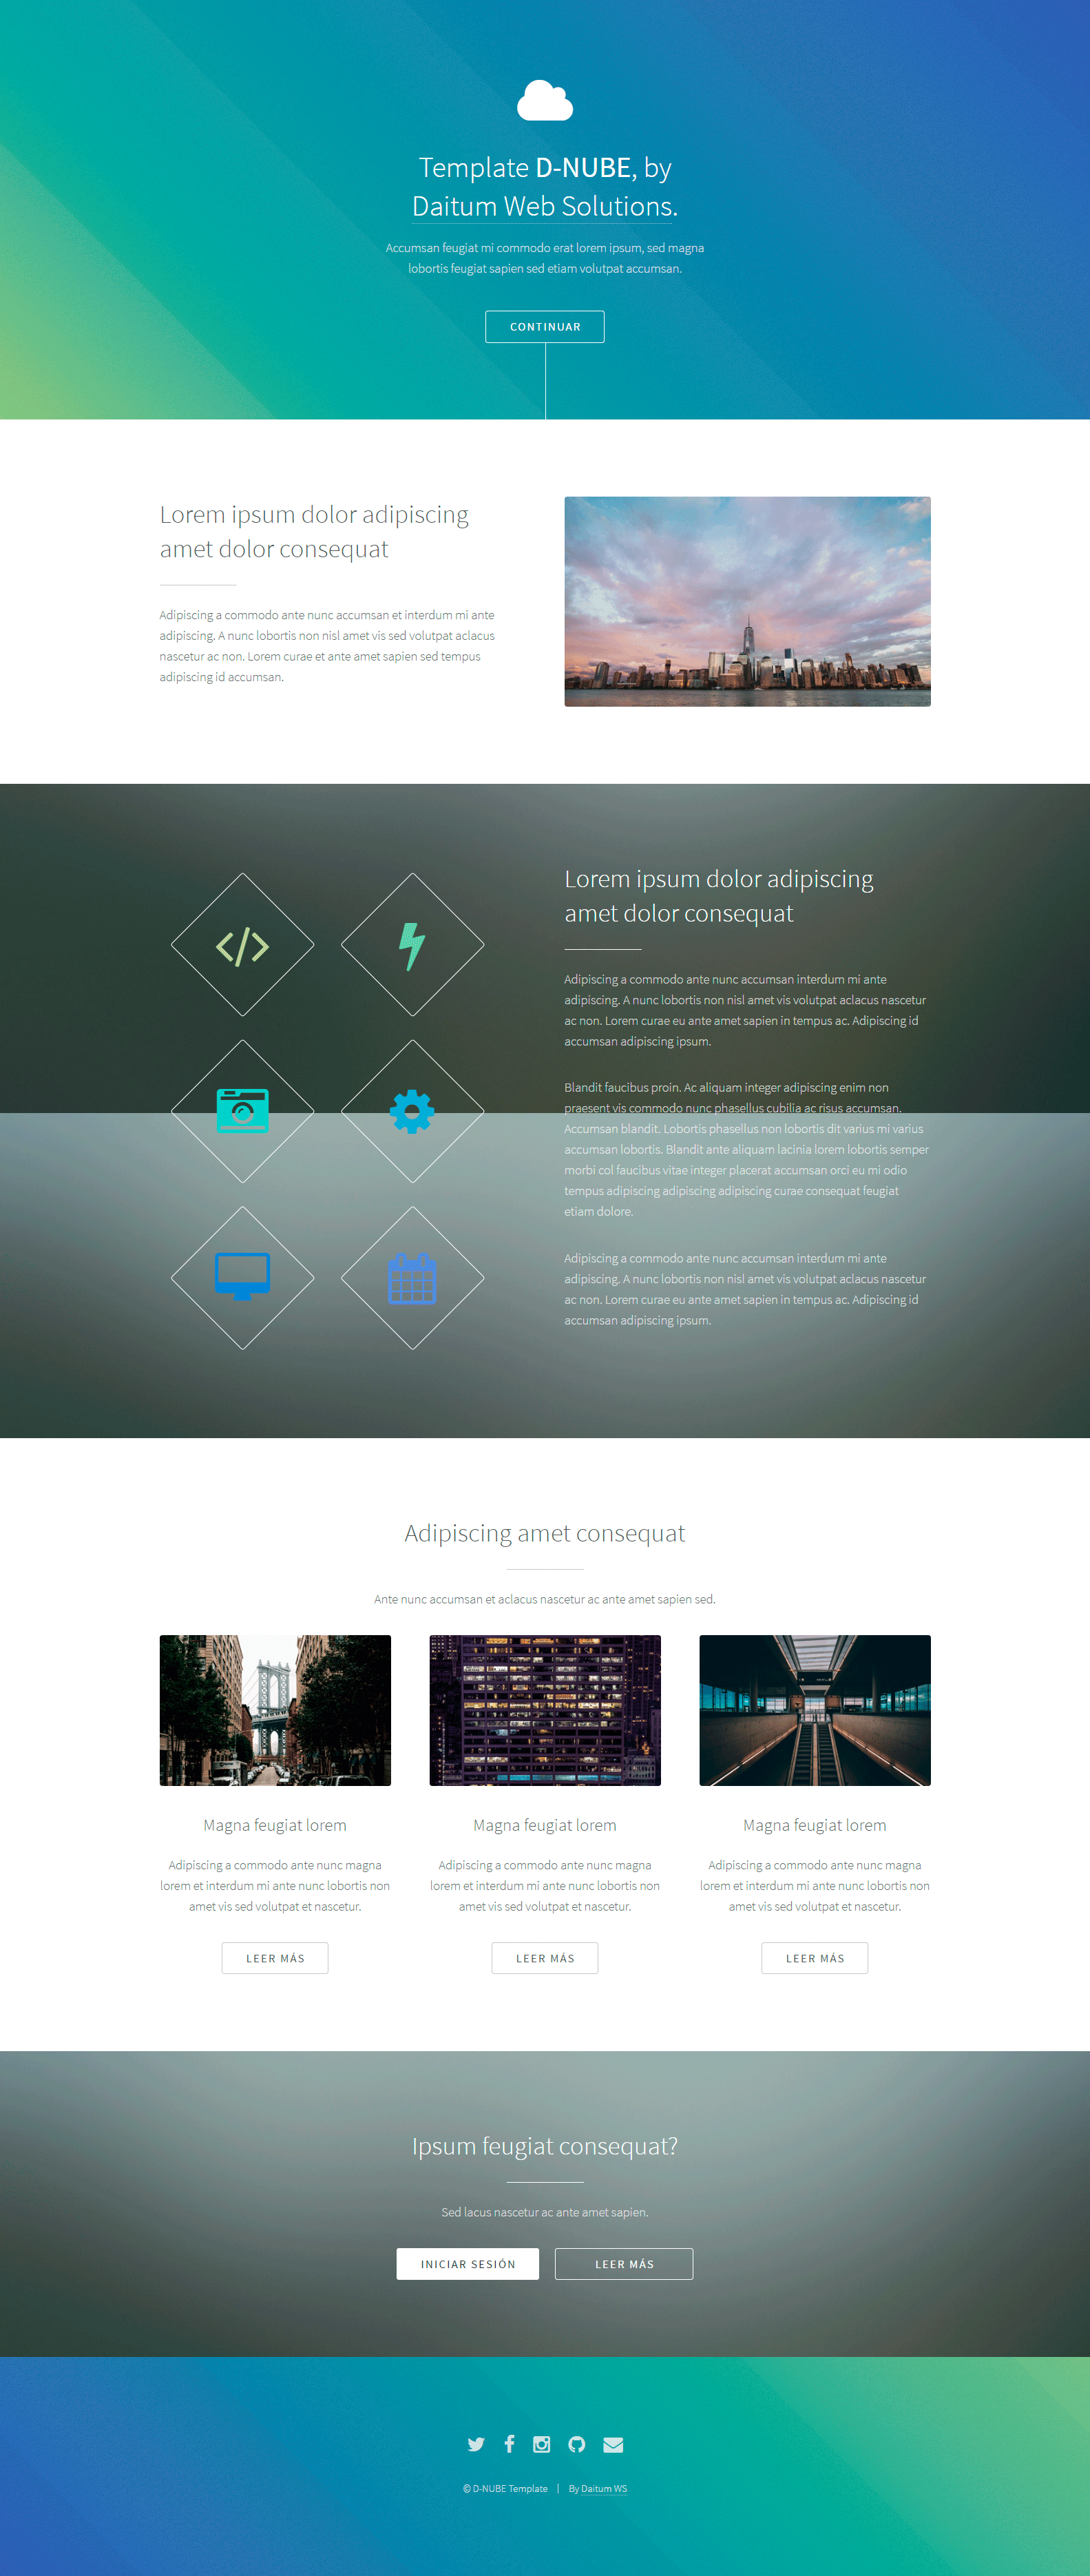 Template D-NUBE, by
Daitum Web Solutions.
Accumsan feugiat mi commodo erat lorem ipsum, sed magna
lobortis feugiat sapien sed etiam volutpat accumsan.
CONTINUAR
Lorem ipsum dolor adipiscing
amet dolor consequat
Adipiscing a commodo ante nunc accumsan et interdum mi ante
adipiscing. A nunc lobortis non nisl amet vis sed volutpat aclacus
nascetur ac non. Lorem curae et ante amet sapien sed tempus
adipiscing id accumsan.
Lorem ipsum dolor adipiscing
amet dolor consequat
Adipiscing a commodo ante nunc accumsan interdum mi ante
adipiscing. A nunc lobortis non nisl amet vis volutpat aclacus nascetur
ac non. Lorem curae eu ante amet sapien in tempus ac. Adipiscing id
accumsan adipiscing ipsum.
Blandit faucibus proin. Ac aliquam integer adipiscing enim non
praesent vis commodo nunc phasellus cubilia ac risus accumsan.
Accumsan blandit. Lobortis phasellus non lobortis dit varius mi varius
accumsan lobortis. Blandit ante aliquam lacinia lorem lobortis semper
morbi col faucibus vitae integer placerat accumsan orci eu mi odio
tempus adipiscing adipiscing adipiscing curae consequat feugiat
etiam dolore.
Adipiscing a commodo ante nunc accumsan interdum mi ante
adipiscing. A nunc lobortis non nisl amet vis volutpat aclacus nascetur
ac non. Lorem curae eu ante amet sapien in tempus ac. Adipiscing id
accumsan adipiscing ipsum.
Adipiscing amet consequat
Ante nunc accumsan et aclacus nascetur ac ante amet sapien sed.
Magna feugiat lorem
Adipiscing a commodo ante nunc magna
lorem et interdum mi ante nunc lobortis non
amet vis sed volutpat et nascetur.
LEER MÁS
Magna feugiat lorem
Adipiscing a commodo ante nunc magna
lorem et interdum mi ante nunc lobortis non
amet vis sed volutpat et nascetur.
LEER MÁS
Magna feugiat lorem
Adipiscing a commodo ante nunc magna
lorem et interdum mi ante nunc lobortis non
amet vis sed volutpat et nascetur.
LEER MÁS
Ipsum feugiat consequat?
Sed lacus nascetur ac ante amet sapien.
INICIAR SESIÓN LEER MÁS
© D-NUBE Template | By Daitum WS